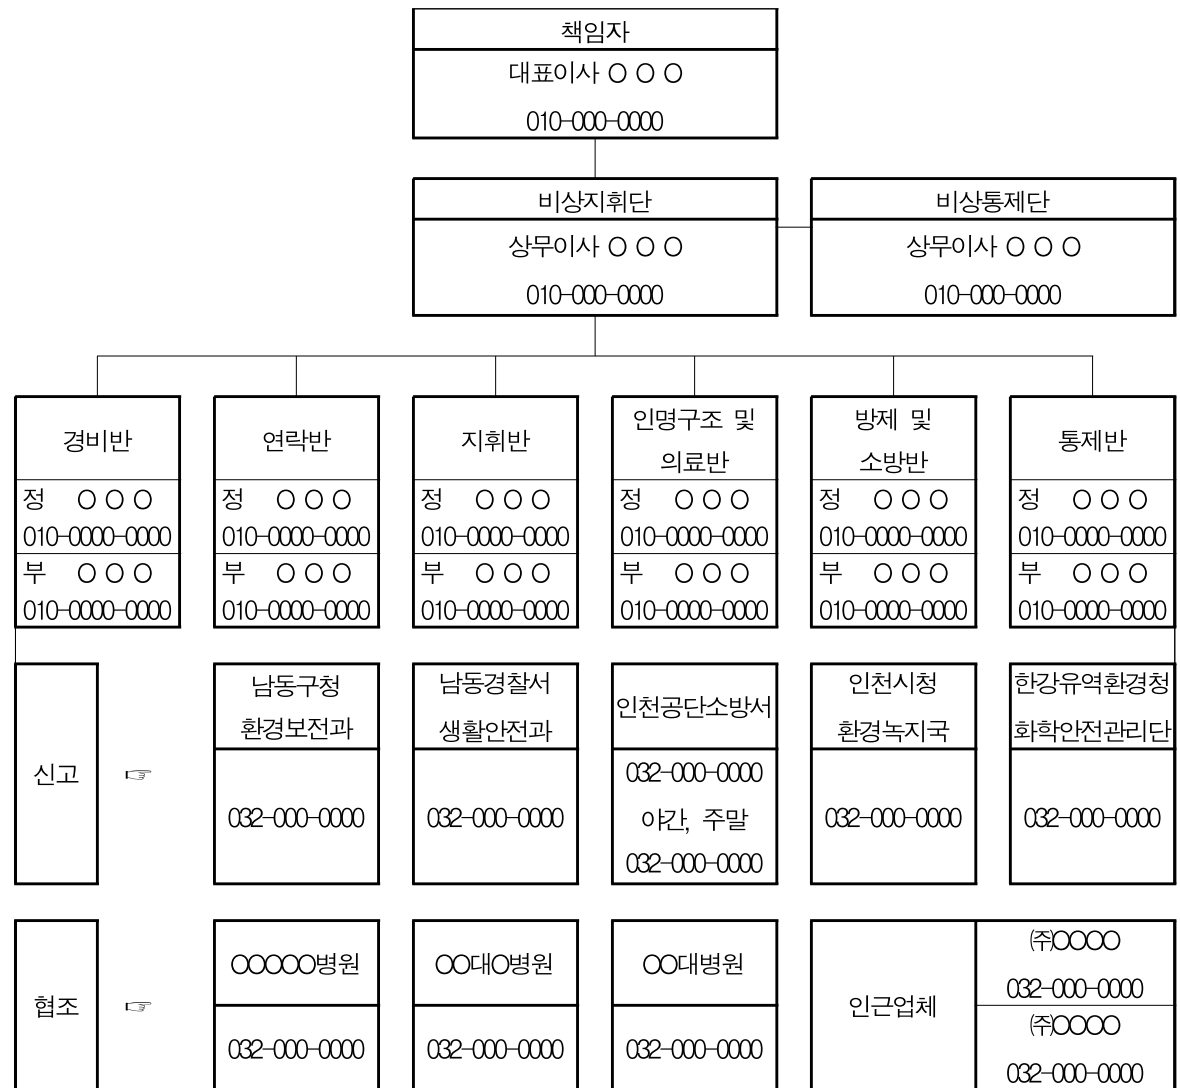 책임자
대표이사 ○ ○ ○
010-000-0000
비상지휘단
상무이사 ○ ○ ○
010-000-0000
비상통제단
상무이사 ○ ○ ○
010-000-0000
경비반
정 ○ ○ ○
010-0000-0000
부 ○ ○ ○
010-0000-0000
연락반
정 ○ ○ ○
010-0000-0000
부 ○ ○ ○
010-0000-0000
지휘반
정 ○ ○ ○
010-0000-0000
부 ○ ○ ○
010-0000-0000
인명구조 및
의료반
정 ○ ○ ○
010-0000-0000
부 ○ ○ ○
010-0000-0000
방제 및
소방반
정 ○ ○ ○
010-0000-0000
부 ○ ○ ○
010-0000-0000
통제반
정 ○ ○ ○
010-0000-0000
부 ○ ○ ○
010-0000-0000
신고 ☞
남동구청
환경보전과
032-000-0000
남동경찰서
생활안전과
032-000-0000
인천공단소방서
032-000-0000
야간, 주말
032-000-0000
인천시청
환경녹지국
032-000-0000
한강유역환경청
화학안전관리단
032-000-0000
협조 ☞
○○○○○병원
032-000-0000
○○대○병원
032-000-0000
○○대병원
032-000-0000
인근업체
㈜○○○○
032-000-0000
㈜○○○○
032-000-0000